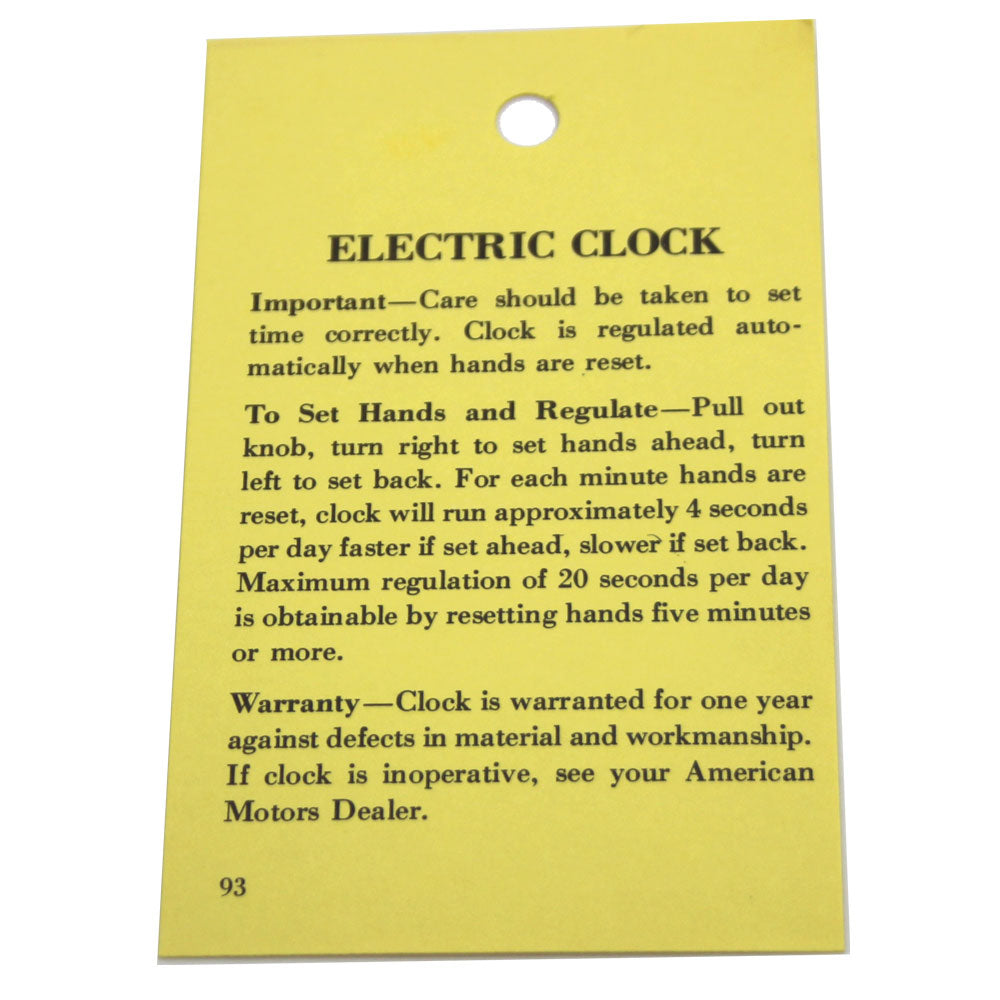 ELECTRIC CLOCK
Important—Care should be taken to set
time correctly. Clock is regulated auto-
matically when hands are reset.
To Set Hands and Regulate—Pull out
knob, turn right to set hands ahead, turn
left to set back. For each minute hands are
reset, clock will run approximately 4 seconds
per day faster if set ahead, slower if set back.
Maximum regulation of 20 seconds per day
is obtainable by resetting hands five minutes
or more.
Warranty—Clock is warranted for one year
against defects in material and workmanship.
If clock is inoperative, see your American
Motors Dealer.
93